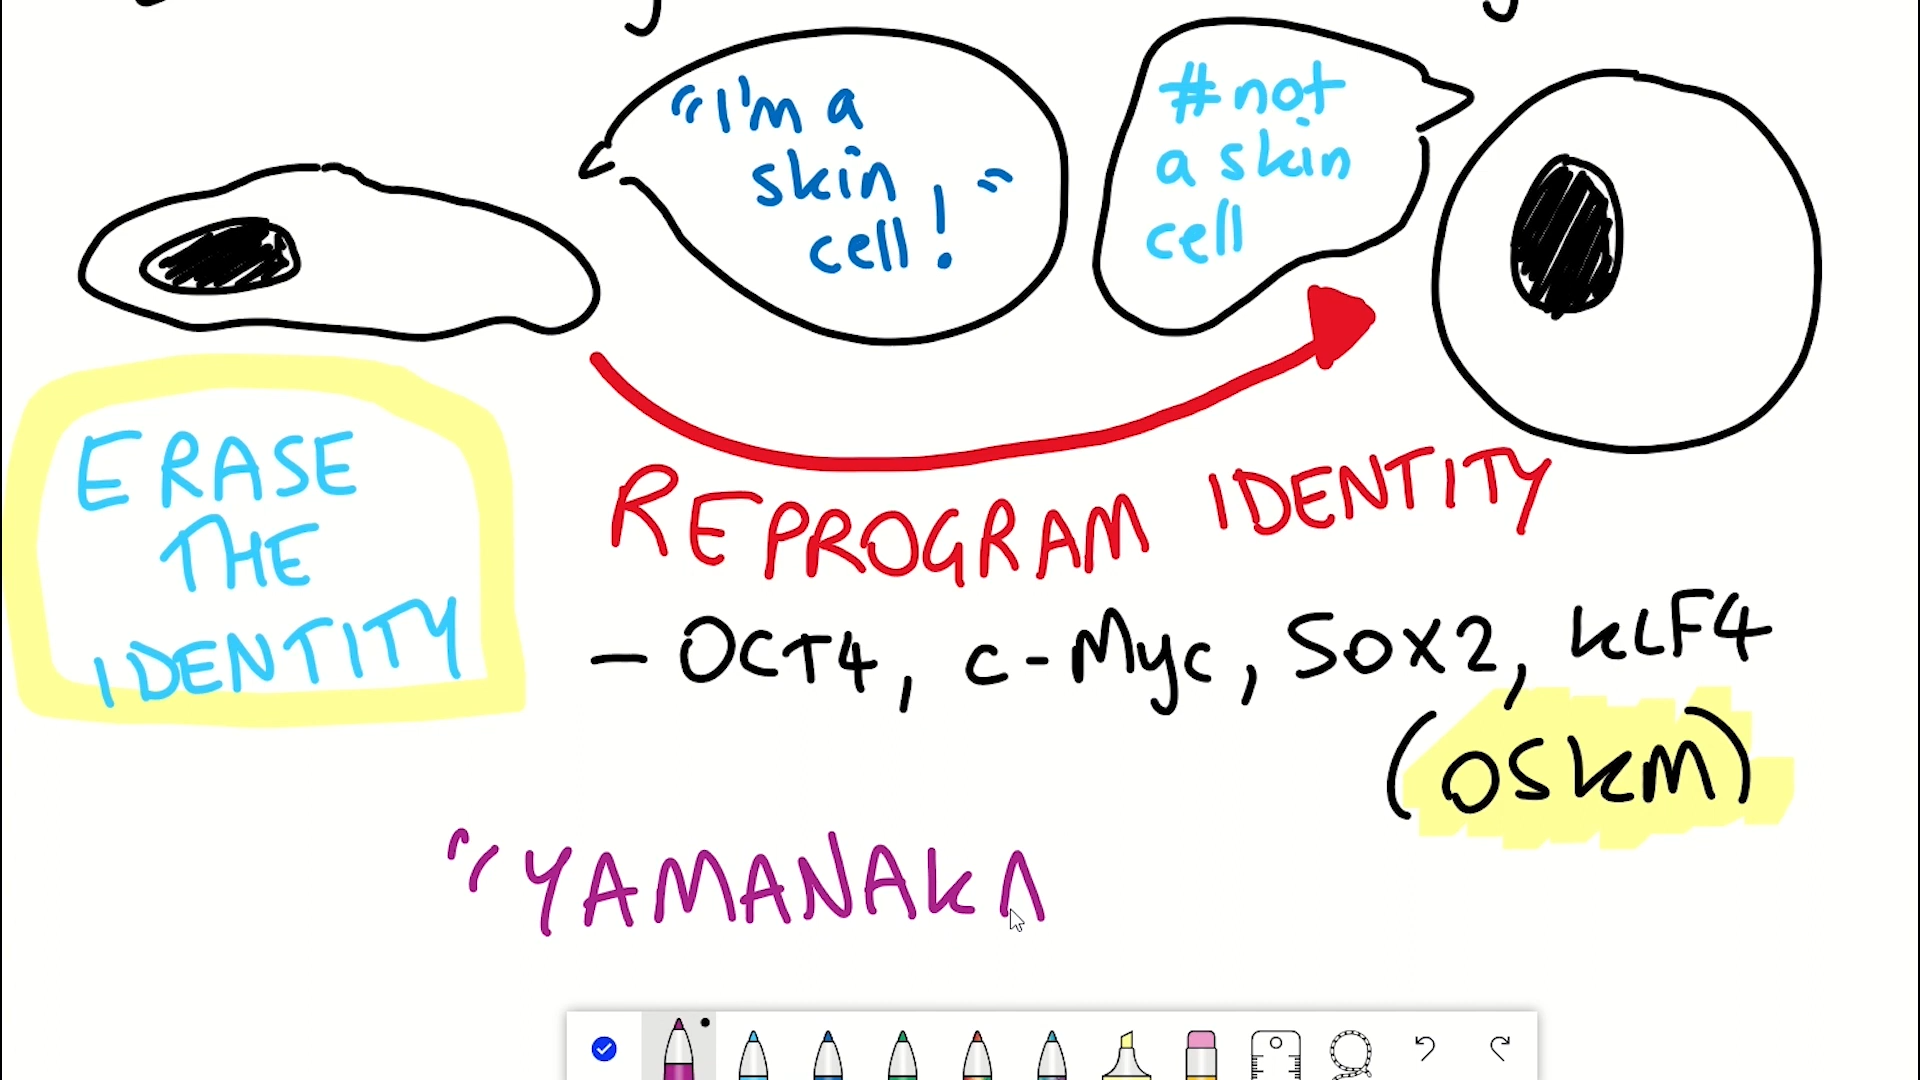 "I'm a
skin
cell!"
#not
a skin
cell
ERASE
THE
IDENTITY
REPROGRAM IDENTITY
- OCT4, c-Myc, SOX2, KLF4
(OSKM)
"YAMANAKA